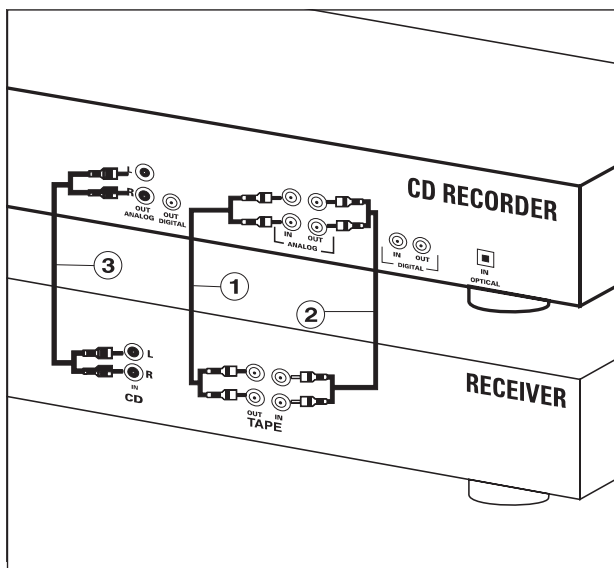 CD RECORDER
L
R
OUT
ANALOG
OUT
DIGITAL
IN
OUT
ANALOG
IN
OUT
DIGITAL
IN
OPTICAL
3
1
2
RECEIVER
L
R
IN
CD
OUT
IN
TAPE